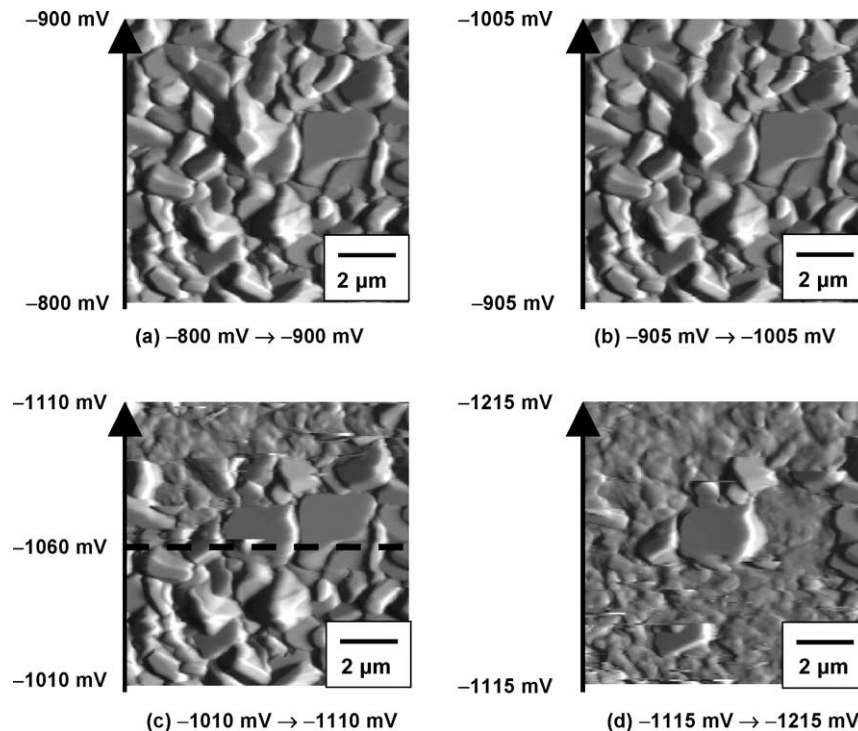 –900 mV
–800 mV
2 µm
(a) –800 mV → –900 mV
–1005 mV
–905 mV
2 µm
(b) –905 mV → –1005 mV
–1110 mV
–1060 mV
–1010 mV
2 µm
(c) –1010 mV → –1110 mV
–1215 mV
–1115 mV
2 µm
(d) –1115 mV → –1215 mV